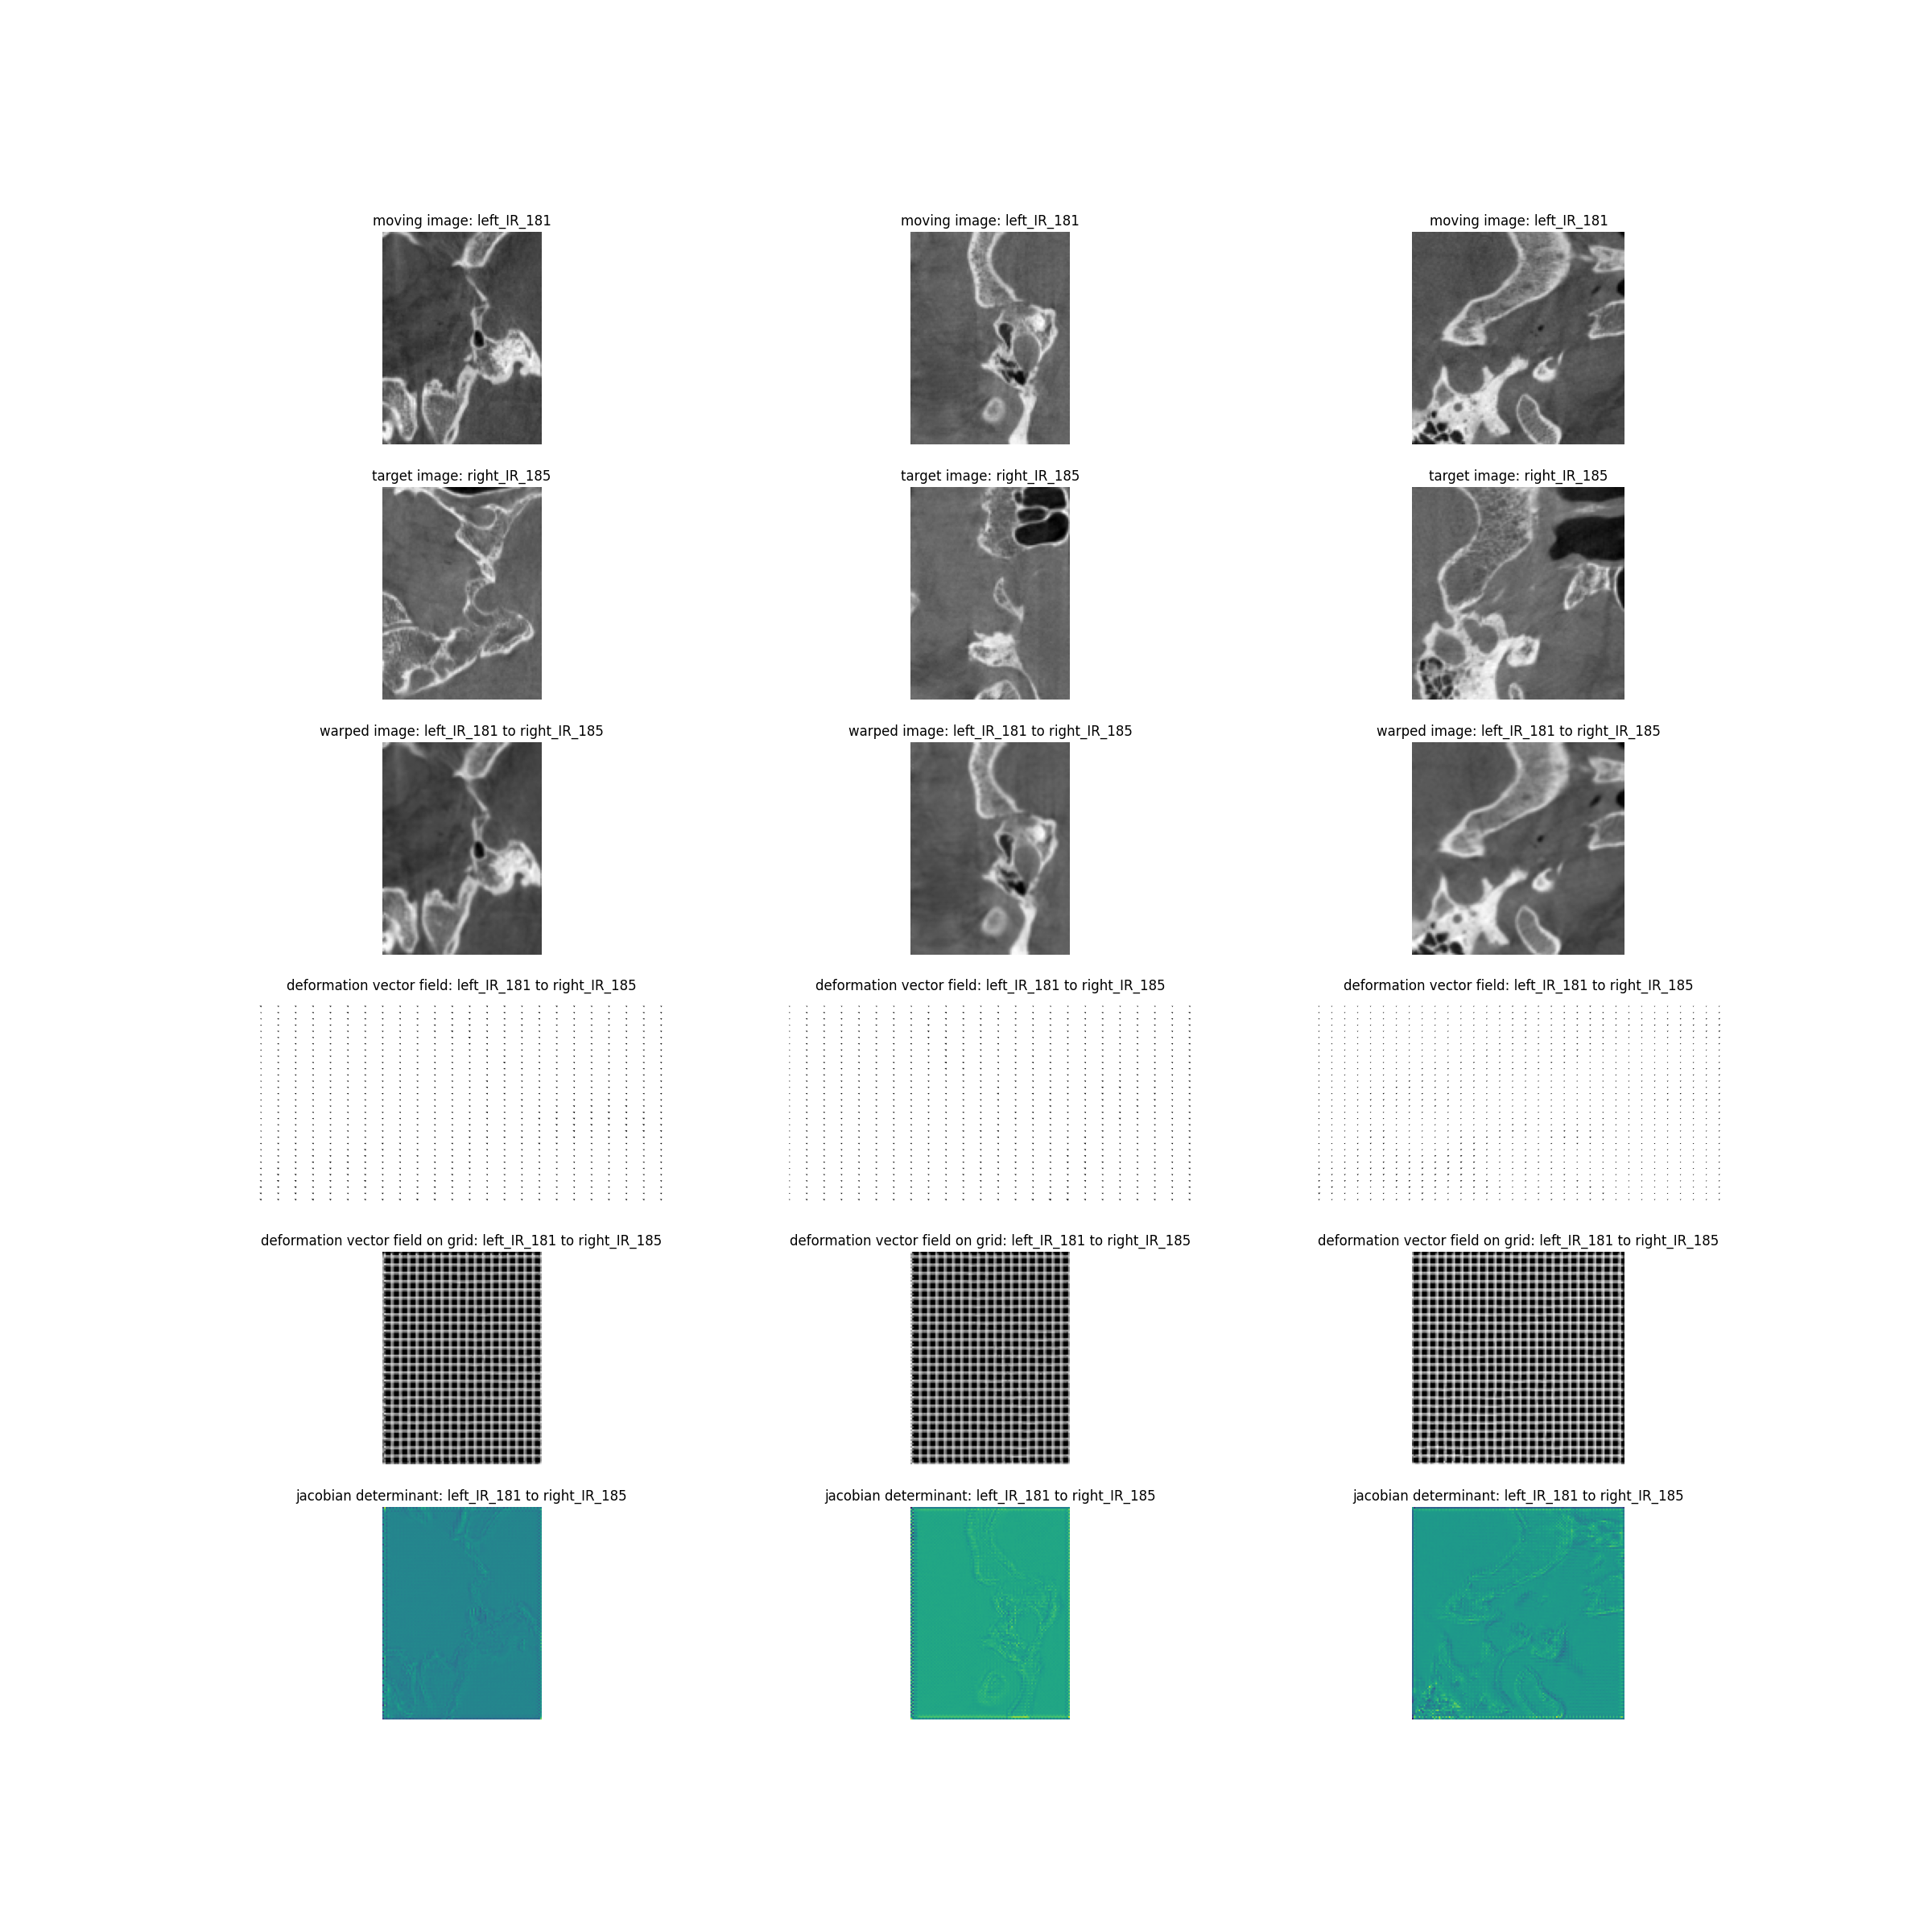 moving image: left_IR_181
moving image: left_IR_181
moving image: left_IR_181
target image: right_IR_185
target image: right_IR_185
target image: right_IR_185
warped image: left_IR_181 to right_IR_185
warped image: left_IR_181 to right_IR_185
warped image: left_IR_181 to right_IR_185
deformation vector field: left_IR_181 to right_IR_185
deformation vector field: left_IR_181 to right_IR_185
deformation vector field: left_IR_181 to right_IR_185
deformation vector field on grid: left_IR_181 to right_IR_185
deformation vector field on grid: left_IR_181 to right_IR_185
deformation vector field on grid: left_IR_181 to right_IR_185
jacobian determinant: left_IR_181 to right_IR_185
jacobian determinant: left_IR_181 to right_IR_185
jacobian determinant: left_IR_181 to right_IR_185